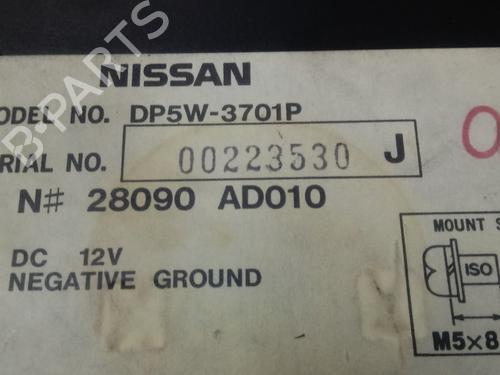 NISSAN
ODEL NO. DP5W-3701P
RIAL NO. 00223530 J
N# 28090 AD010
DC 12V
NEGATIVE GROUND
MOUNT S
ISO
M5×8
B-PARTS